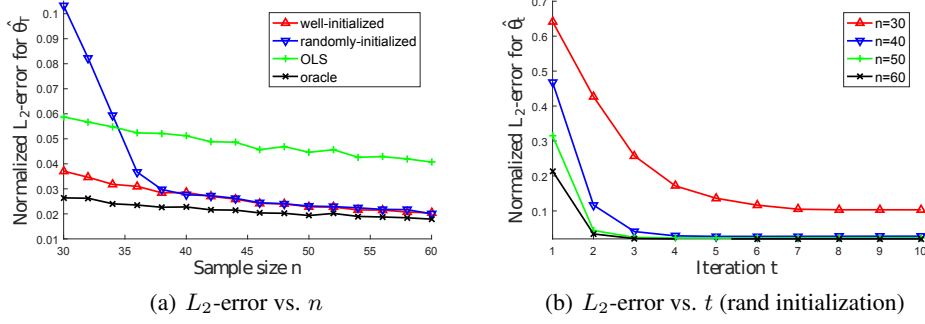 Normalized L₂-error for θ̂_T
0.1
0.09
0.08
0.07
0.06
0.05
0.04
0.03
0.02
0.01
30 35 40 45 50 55 60
Sample size n
well-initialized
randomly-initialized
OLS
oracle
(a) L₂-error vs. n
Normalized L₂-error for θ̂_t
0.7
0.6
0.5
0.4
0.3
0.2
0.1
1 2 3 4 5 6 7 8 9 10
Iteration t
n=30
n=40
n=50
n=60
(b) L₂-error vs. t (rand initialization)